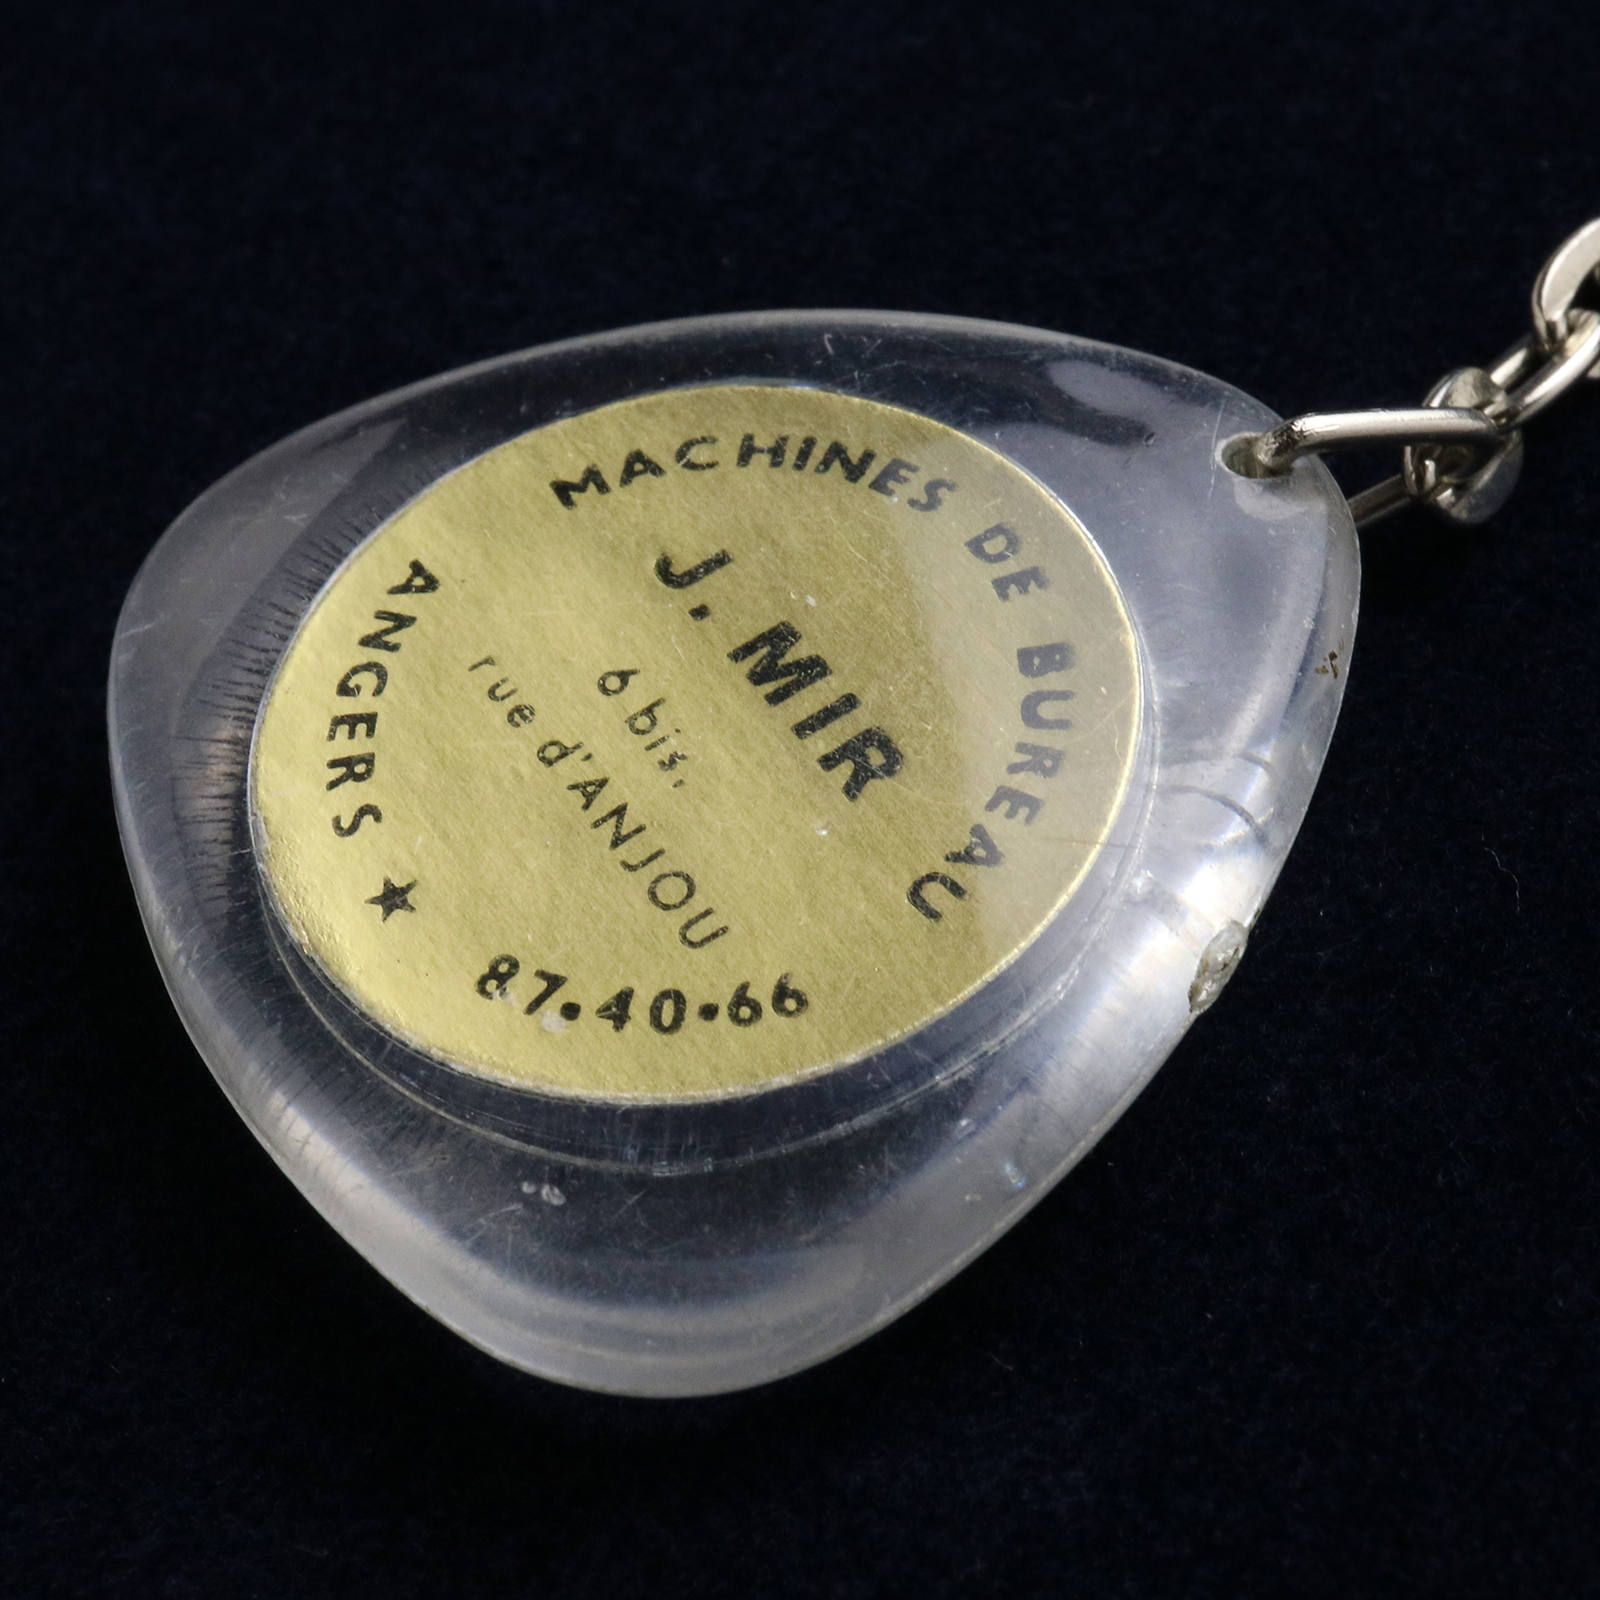 MACHINES DE BUREAU
J. MIR
6 bis,
rue d'ANJOU
ANGERS ★ 87·40·66